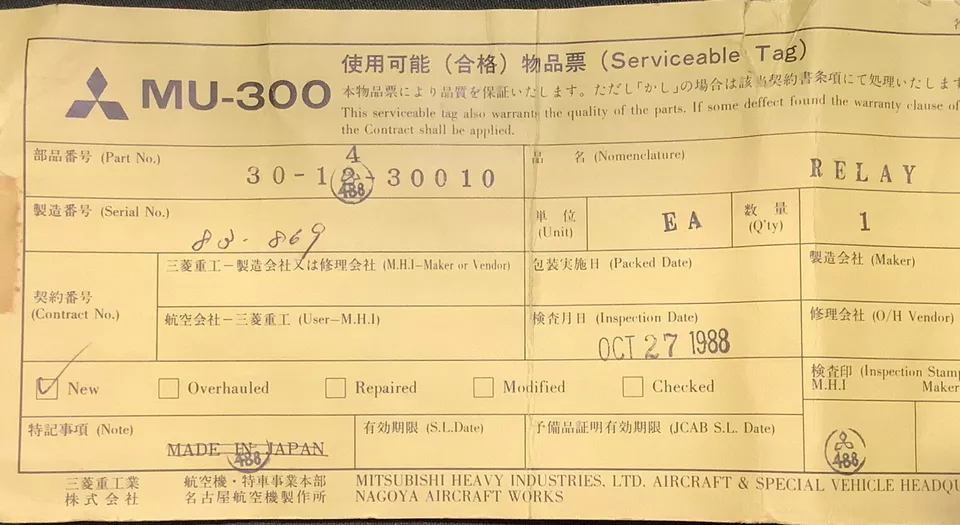 使用可能（合格）物品票（Serviceable Tag）
MU-300
本物品票により品質を保証いたします。ただし「かし」の場合は該当契約書条項にて処理いたします
This serviceable tag also warrants the quality of the parts. If some deffect found the warranty clause of
the Contract shall be applied.
部品番号 (Part No.)
4
30-12-30010
488
品 名 (Nomenclature)
RELAY
製造番号 (Serial No.)
83-869
単位
(Unit)
EA
数量
(Q'ty)
1
契約番号
(Contract No.)
三菱重工－製造会社又は修理会社 (M.H.I－Maker or Vendor)
包装実施日 (Packed Date)
製造会社 (Maker)
航空会社－三菱重工 (User－M.H.I)
検査月日 (Inspection Date)
OCT 27 1988
修理会社 (O/H Vendor)
New Overhauled Repaired Modified Checked
検査印 (Inspection Stamp
M.H.I Maker
特記事項 (Note)
MADE IN JAPAN
488
有効期限 (S.L.Date)
予備品証明有効期限 (JCAB S.L. Date)
488
三菱重工業 航空機・特車事業本部 MITSUBISHI HEAVY INDUSTRIES. LTD. AIRCRAFT & SPECIAL VEHICLE HEADQU
株式会社 名古屋航空機製作所 NAGOYA AIRCRAFT WORKS